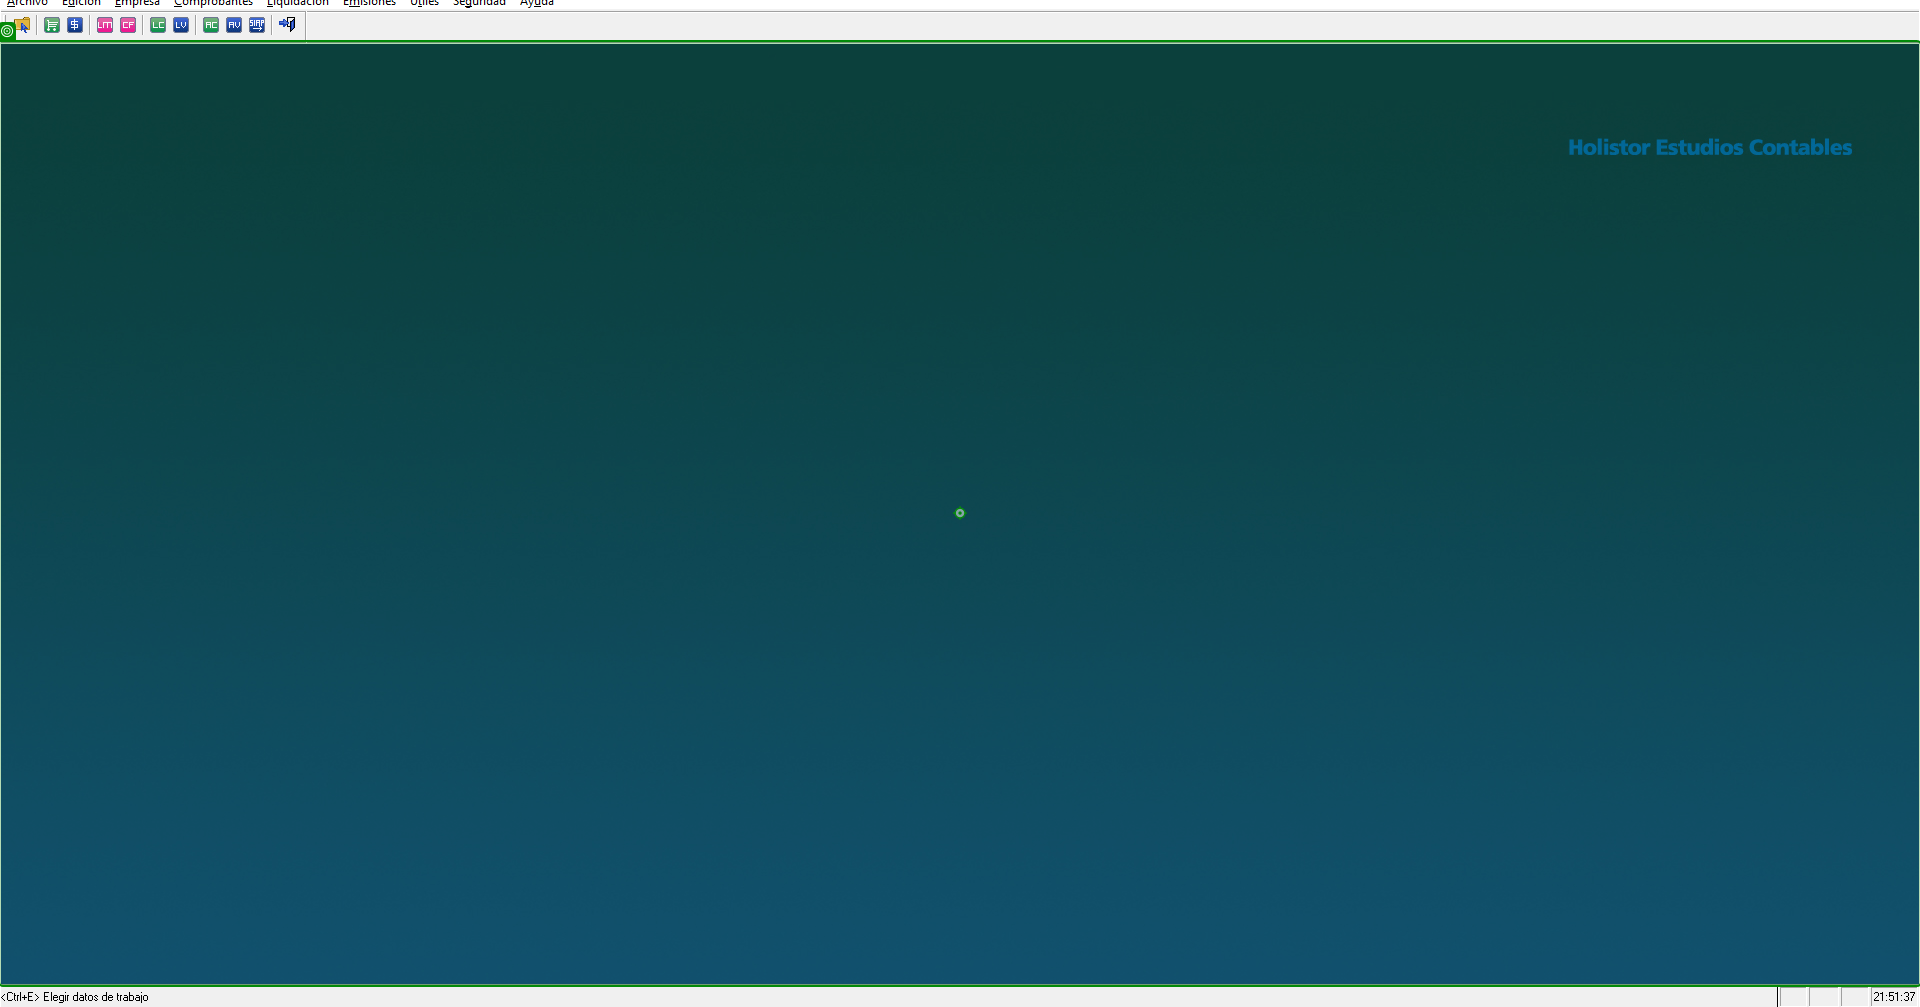 Archivo Edición Empresa Comprobantes Liquidación Emisiones Utiles Seguridad Ayuda
$ LM CF LC LV AC AV SIAP
Holistor Estudios Contables
<Ctrl+E> Elegir datos de trabajo
21:51:37